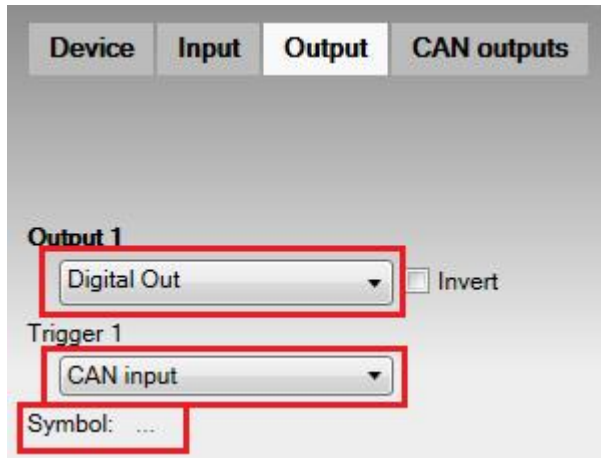 Device Input Output CAN outputs
Output 1
Digital Out Invert
Trigger 1
CAN input
Symbol: ...